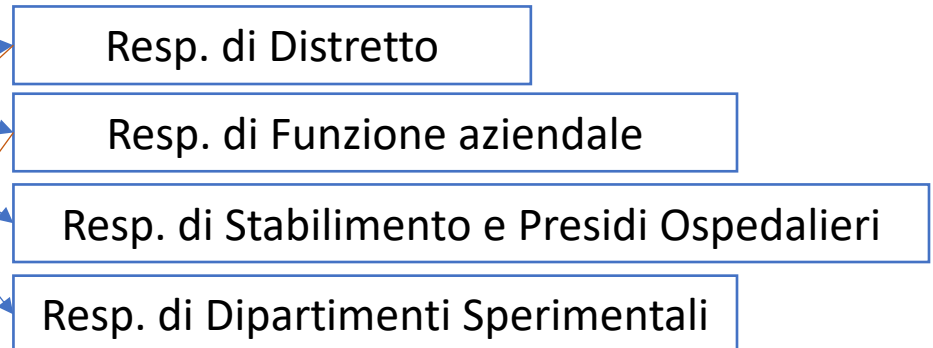 Resp. di Distretto
Resp. di Funzione aziendale
Resp. di Stabilimento e Presidi Ospedalieri
Resp. di Dipartimenti Sperimentali